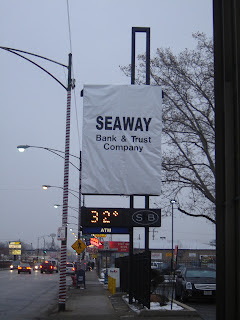 SEAWAY
Bank & Trust
Company
32°
SB
ATM